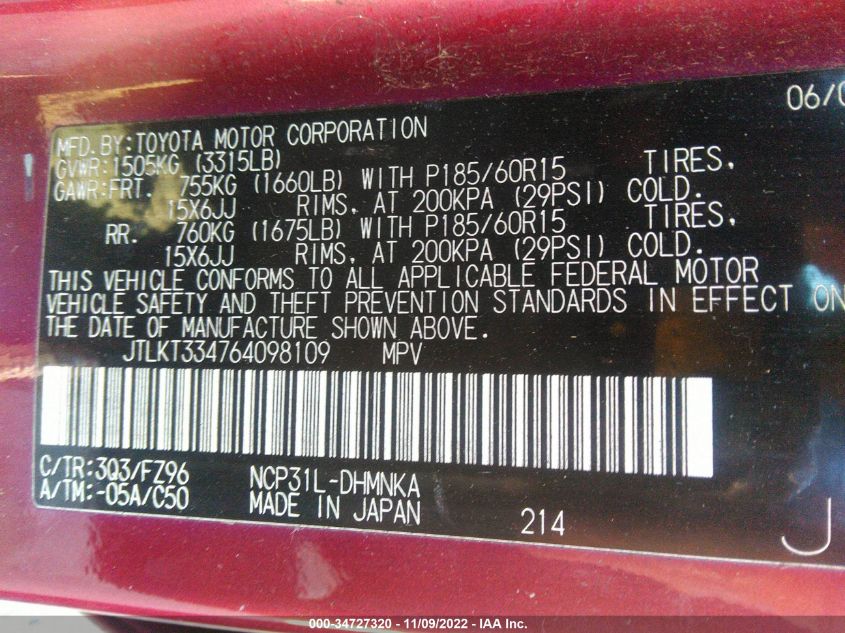 06/0
MFD.BY:TOYOTA MOTOR CORPORATION
GVWR:1505KG (3315LB)
GAWR:FRT. 755KG (1660LB) WITH P185/60R15 TIRES,
15X6JJ RIMS, AT 200KPA (29PSI) COLD.
RR. 760KG (1675LB) WITH P185/60R15 TIRES,
15X6JJ RIMS, AT 200KPA (29PSI) COLD.
THIS VEHICLE CONFORMS TO ALL APPLICABLE FEDERAL MOTOR
VEHICLE SAFETY AND THEFT PREVENTION STANDARDS IN EFFECT ON
THE DATE OF MANUFACTURE SHOWN ABOVE.
JTLKT334764098109 MPV
C/TR:3Q3/FZ96 NCP31L-DHMNKA
A/TM:-05A/C50 MADE IN JAPAN 214
J
000-34727320 - 11/09/2022 - IAA Inc.